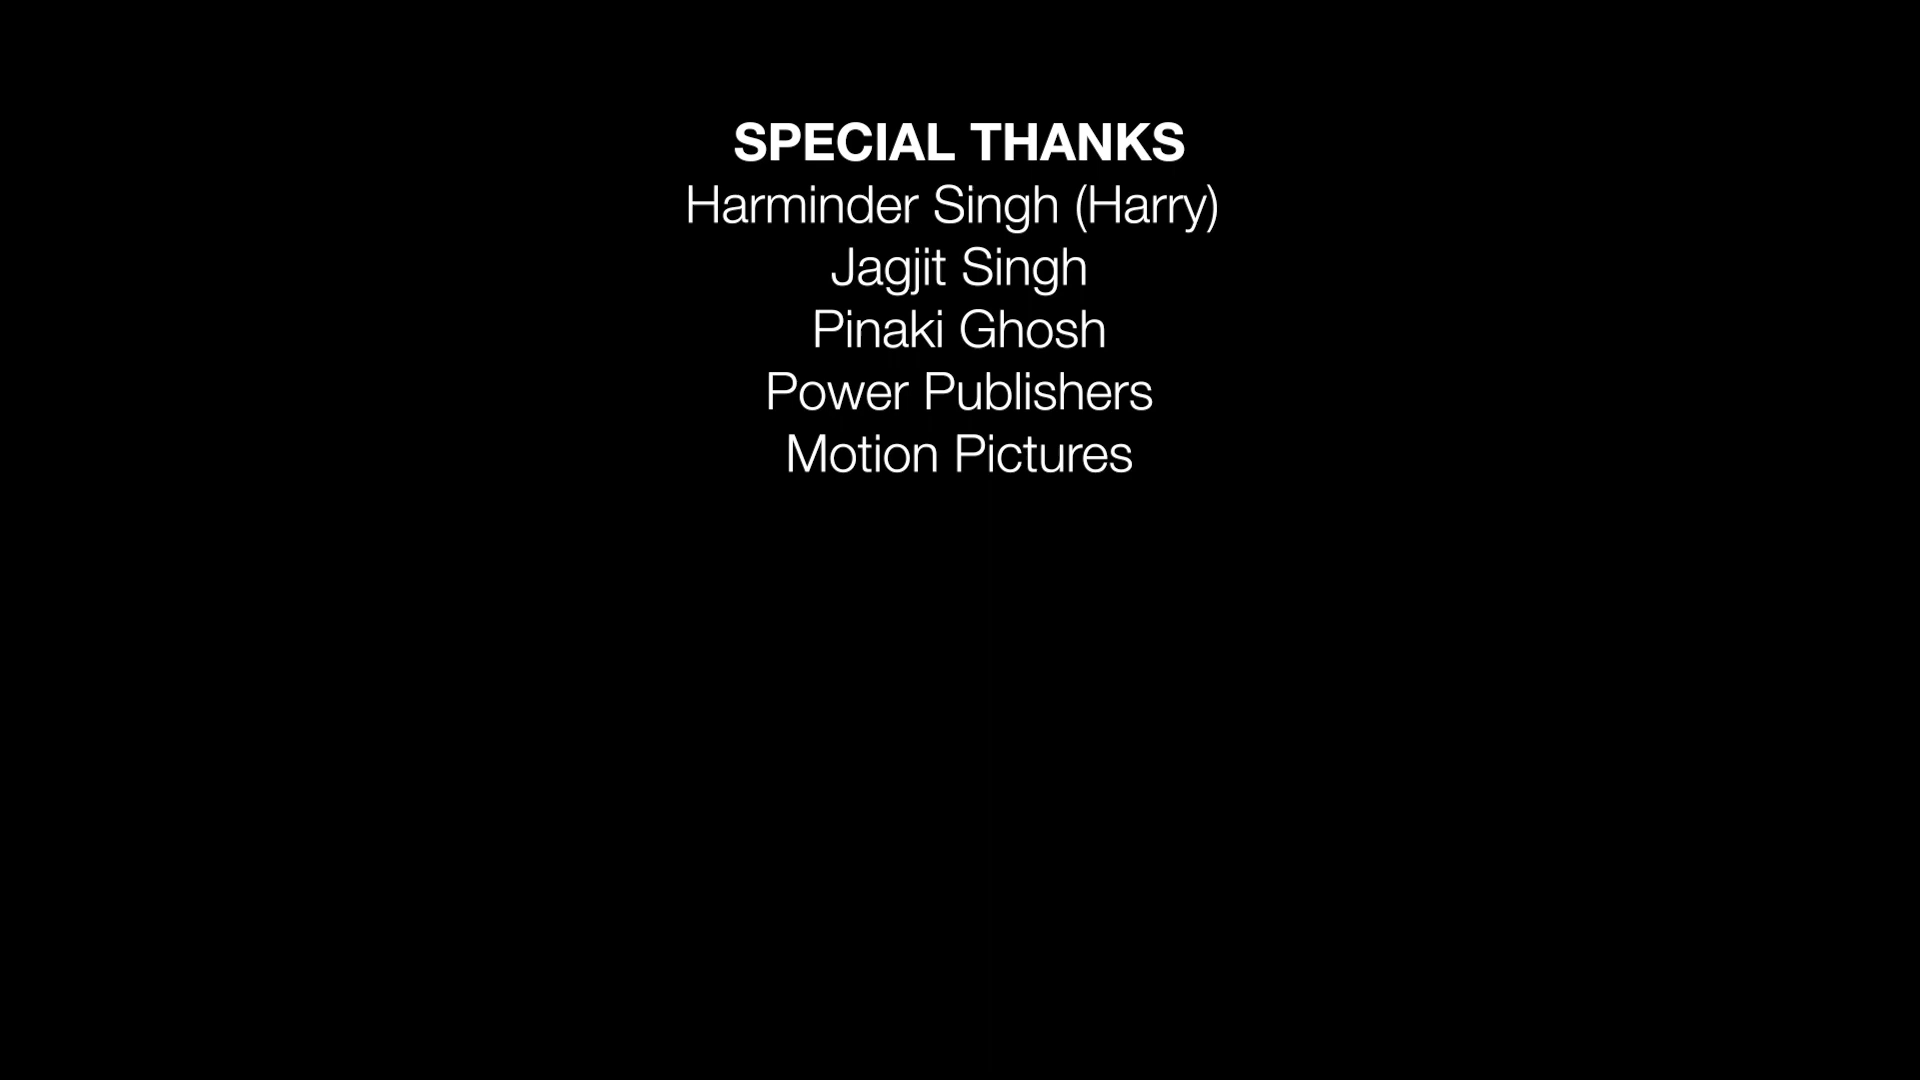 SPECIAL THANKS
Harminder Singh (Harry)
Jagjit Singh
Pinaki Ghosh
Power Publishers
Motion Pictures